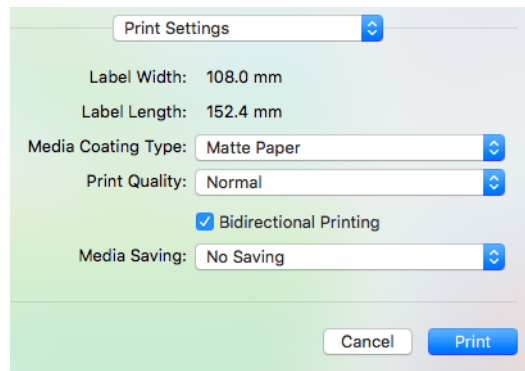 Print Settings
Label Width: 108.0 mm
Label Length: 152.4 mm
Media Coating Type: Matte Paper
Print Quality: Normal
Bidirectional Printing
Media Saving: No Saving
Cancel Print